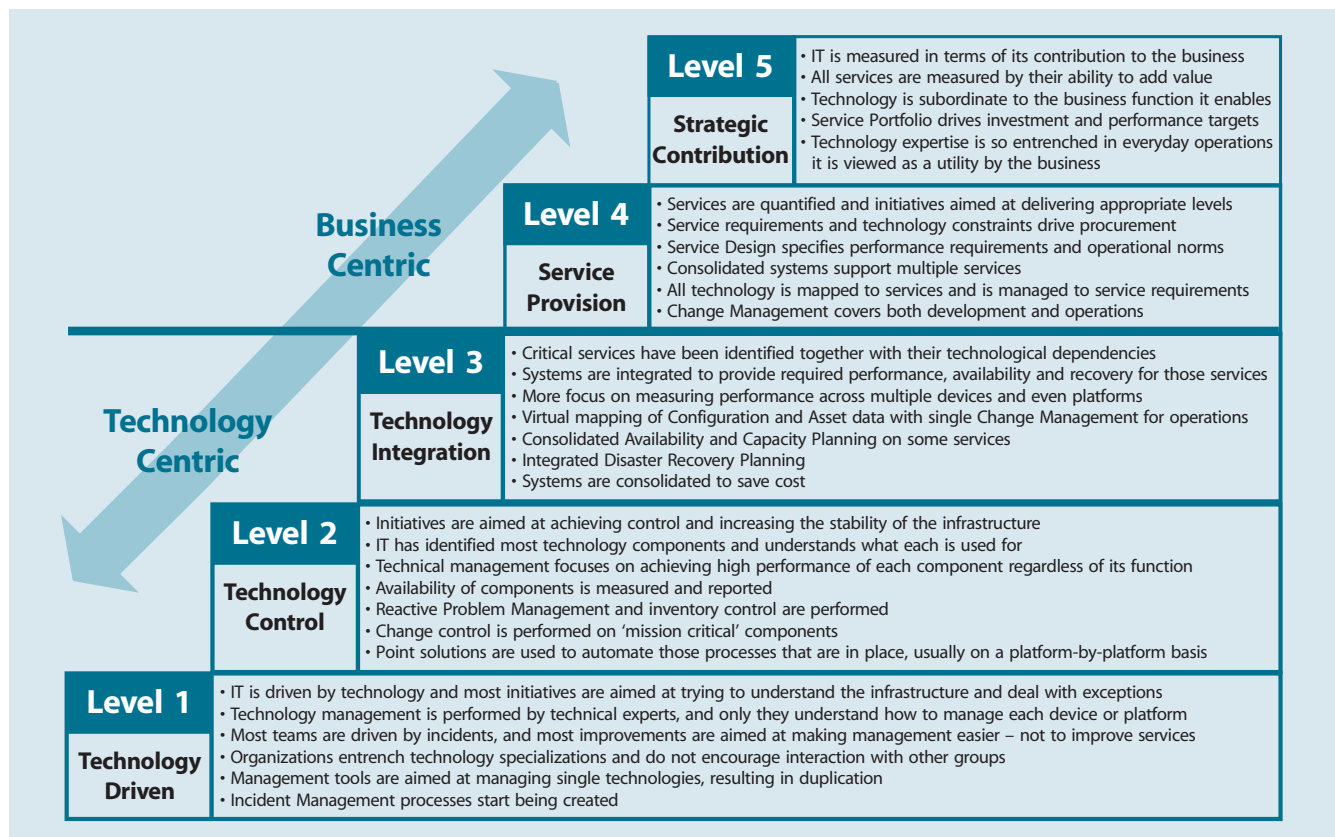 Level 5
Strategic
Contribution
• IT is measured in terms of its contribution to the business
• All services are measured by their ability to add value
• Technology is subordinate to the business function it enables
• Service Portfolio drives investment and performance targets
• Technology expertise is so entrenched in everyday operations
it is viewed as a utility by the business
Business
Centric
Level 4
Service
Provision
• Services are quantified and initiatives aimed at delivering appropriate levels
• Service requirements and technology constraints drive procurement
• Service Design specifies performance requirements and operational norms
• Consolidated systems support multiple services
• All technology is mapped to services and is managed to service requirements
• Change Management covers both development and operations
Technology
Centric
Level 3
Technology
Integration
• Critical services have been identified together with their technological dependencies
• Systems are integrated to provide required performance, availability and recovery for those services
• More focus on measuring performance across multiple devices and even platforms
• Virtual mapping of Configuration and Asset data with single Change Management for operations
• Consolidated Availability and Capacity Planning on some services
• Integrated Disaster Recovery Planning
• Systems are consolidated to save cost
Level 2
Technology
Control
• Initiatives are aimed at achieving control and increasing the stability of the infrastructure
• IT has identified most technology components and understands what each is used for
• Technical management focuses on achieving high performance of each component regardless of its function
• Availability of components is measured and reported
• Reactive Problem Management and inventory control are performed
• Change control is performed on ‘mission critical’ components
• Point solutions are used to automate those processes that are in place, usually on a platform-by-platform basis
Level 1
Technology
Driven
• IT is driven by technology and most initiatives are aimed at trying to understand the infrastructure and deal with exceptions
• Technology management is performed by technical experts, and only they understand how to manage each device or platform
• Most teams are driven by incidents, and most improvements are aimed at making management easier – not to improve services
• Organizations entrench technology specializations and do not encourage interaction with other groups
• Management tools are aimed at managing single technologies, resulting in duplication
• Incident Management processes start being created